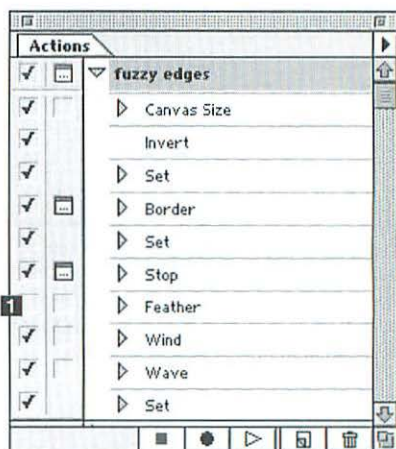 Actions
fuzzy edges
Canvas Size
Invert
Set
Border
Set
Stop
1
Feather
Wind
Wave
Set